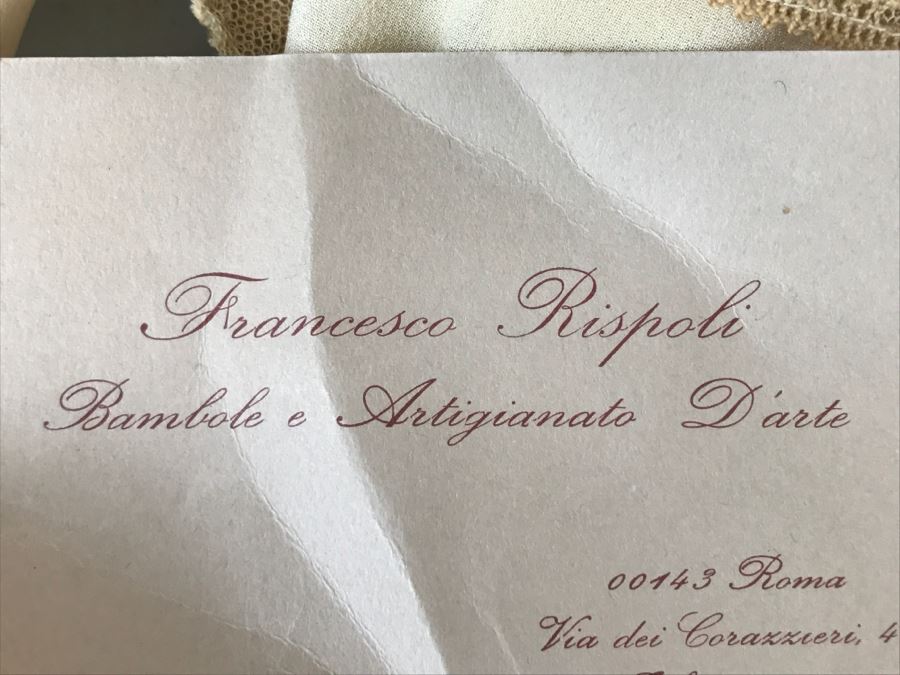 Francesco Rispoli
Bambole e Artigianato D'arte
00143 Roma
Via dei Corazzieri, 4